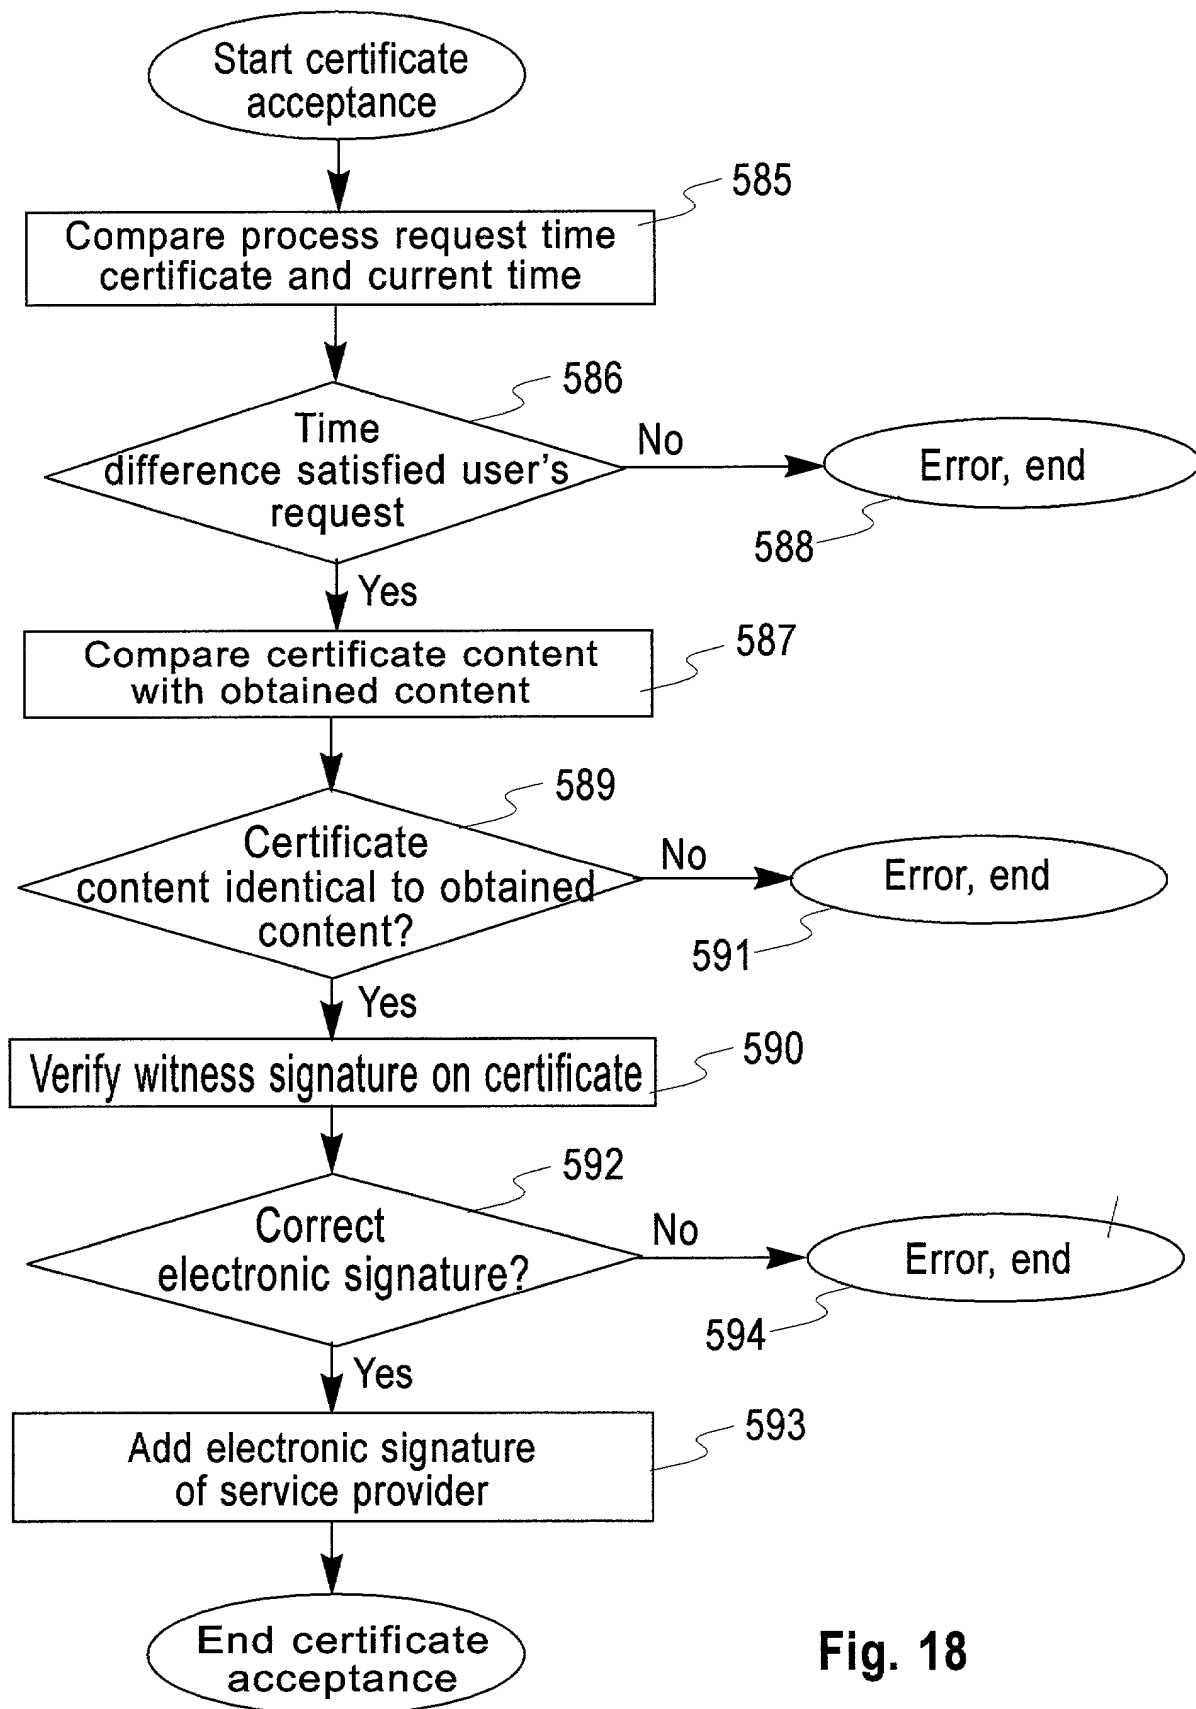 Start certificate
acceptance
585
Compare process request time
certificate and current time
586
Time
difference satisfied user's
request
No
Error, end
588
Yes
587
Compare certificate content
with obtained content
589
Certificate
content identical to obtained
content?
No
Error, end
591
Yes
590
Verify witness signature on certificate
592
Correct
electronic signature?
No
Error, end
594
Yes
593
Add electronic signature
of service provider
End certificate
acceptance
Fig. 18